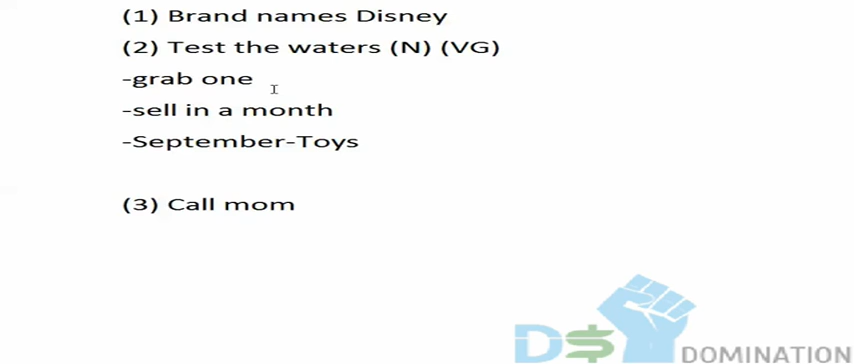 (1) Brand names Disney
(2) Test the waters (N) (VG)
-grab one
-sell in a month
-September-Toys
(3) Call mom
D$
DOMINATION